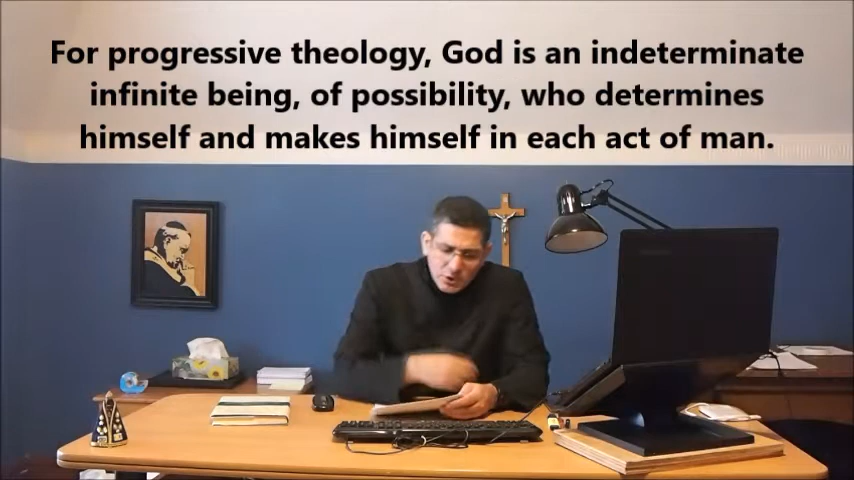 For progressive theology, God is an indeterminate
infinite being, of possibility, who determines
himself and makes himself in each act of man.